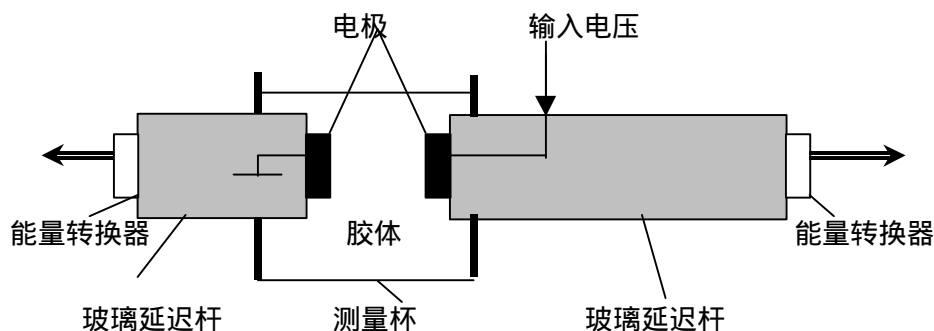 电极
输入电压
能量转换器
胶体
能量转换器
玻璃延迟杆
测量杯
玻璃延迟杆